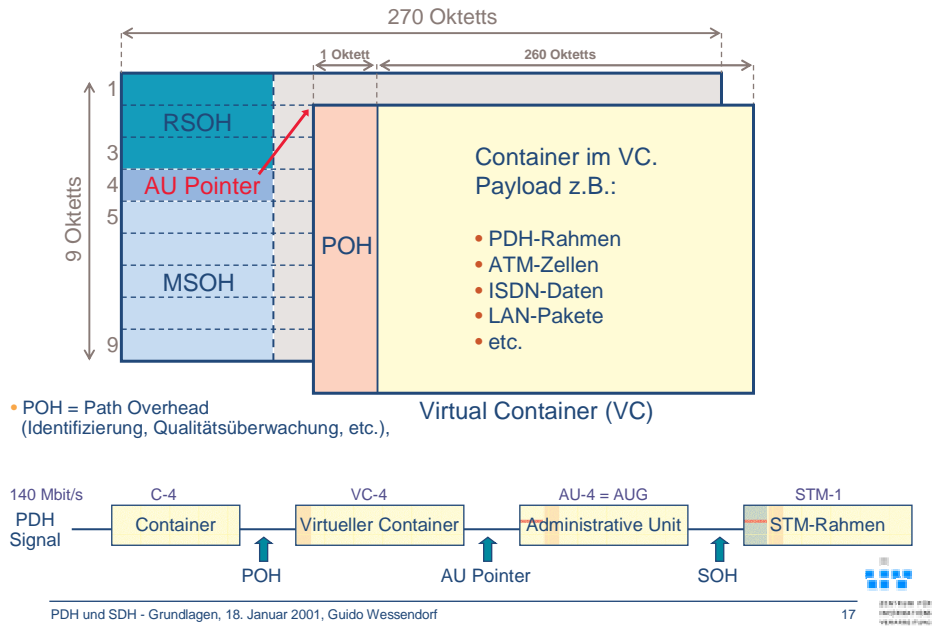 270 Oktetts
1 Oktett
260 Oktetts
9 Oktetts
1
3
4
5
9
RSOH
AU Pointer
MSOH
POH
Container im VC.
Payload z.B.:
• PDH-Rahmen
• ATM-Zellen
• ISDN-Daten
• LAN-Pakete
• etc.
Virtual Container (VC)
• POH = Path Overhead
(Identifizierung, Qualitätsüberwachung, etc.),
140 Mbit/s
C-4
VC-4
AU-4 = AUG
STM-1
PDH
Signal
Container
Virtueller Container
Administrative Unit
STM-Rahmen
POH
AU Pointer
SOH
PDH und SDH - Grundlagen, 18. Januar 2001, Guido Wessendorf
17